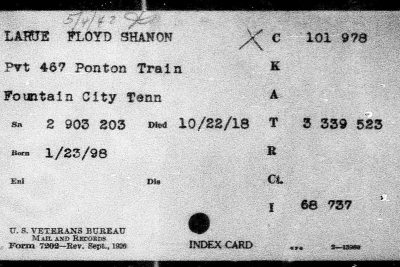 5/4/42
LARUE FLOYD SHANON C 101 978
Pvt 467 Ponton Train K
Fountain City Tenn A
Sn 2 903 203 Died 10/22/18 T 3 339 523
Born 1/23/98 R
Enl Dis Ct.
I 68 737
U. S. VETERANS BUREAU
MAIL AND RECORDS
Form 7202—Rev. Sept., 1926 INDEX CARD